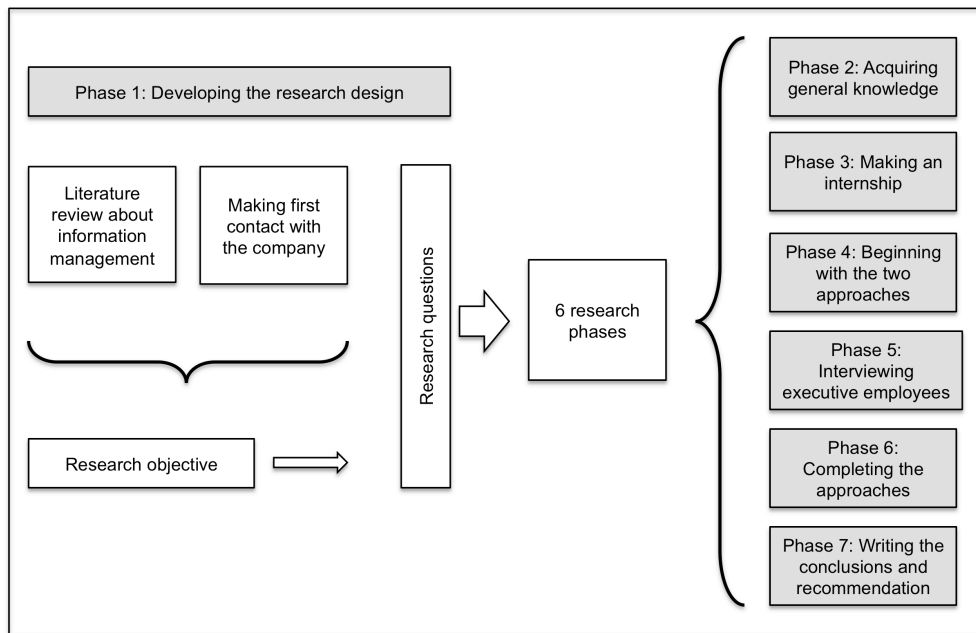 Phase 1: Developing the research design
Literature
review about
information
management
Making first
contact with
the company
Research objective
Research questions
6 research
phases
Phase 2: Acquiring
general knowledge
Phase 3: Making an
internship
Phase 4: Beginning
with the two
approaches
Phase 5:
Interviewing
executive employees
Phase 6:
Completing the
approaches
Phase 7: Writing the
conclusions and
recommendation